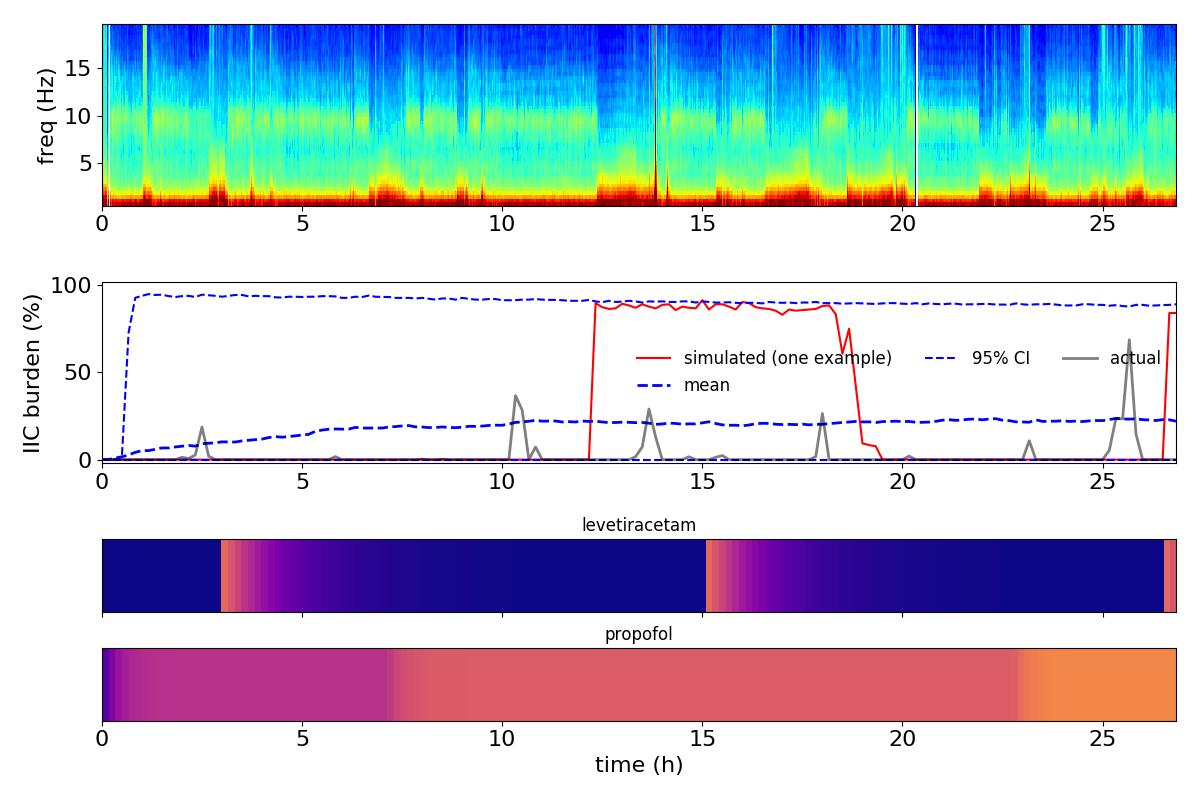 freq (Hz)
15
10
5
0 5 10 15 20 25
IIC burden (%)
100
50
0
simulated (one example) 95% CI actual
mean
0 5 10 15 20 25
levetiracetam
propofol
0 5 10 15 20 25
time (h)